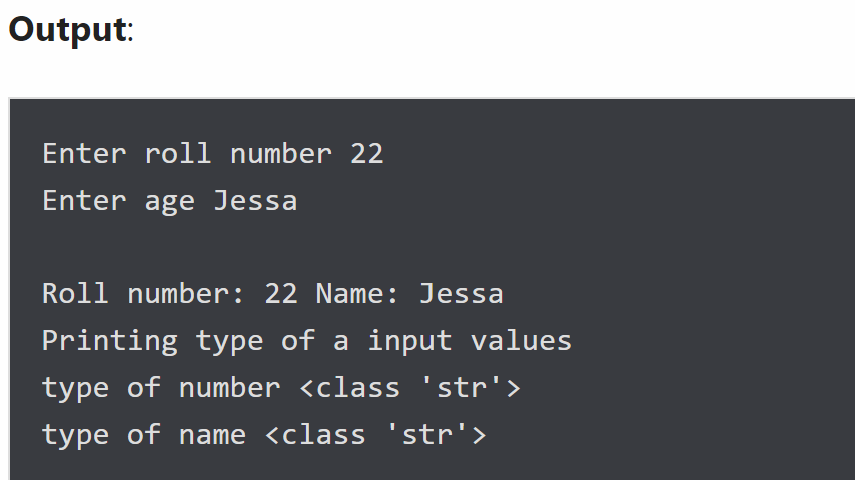 Output:
Enter roll number 22
Enter age Jessa
Roll number: 22 Name: Jessa
Printing type of a input values
type of number <class 'str'>
type of name <class 'str'>